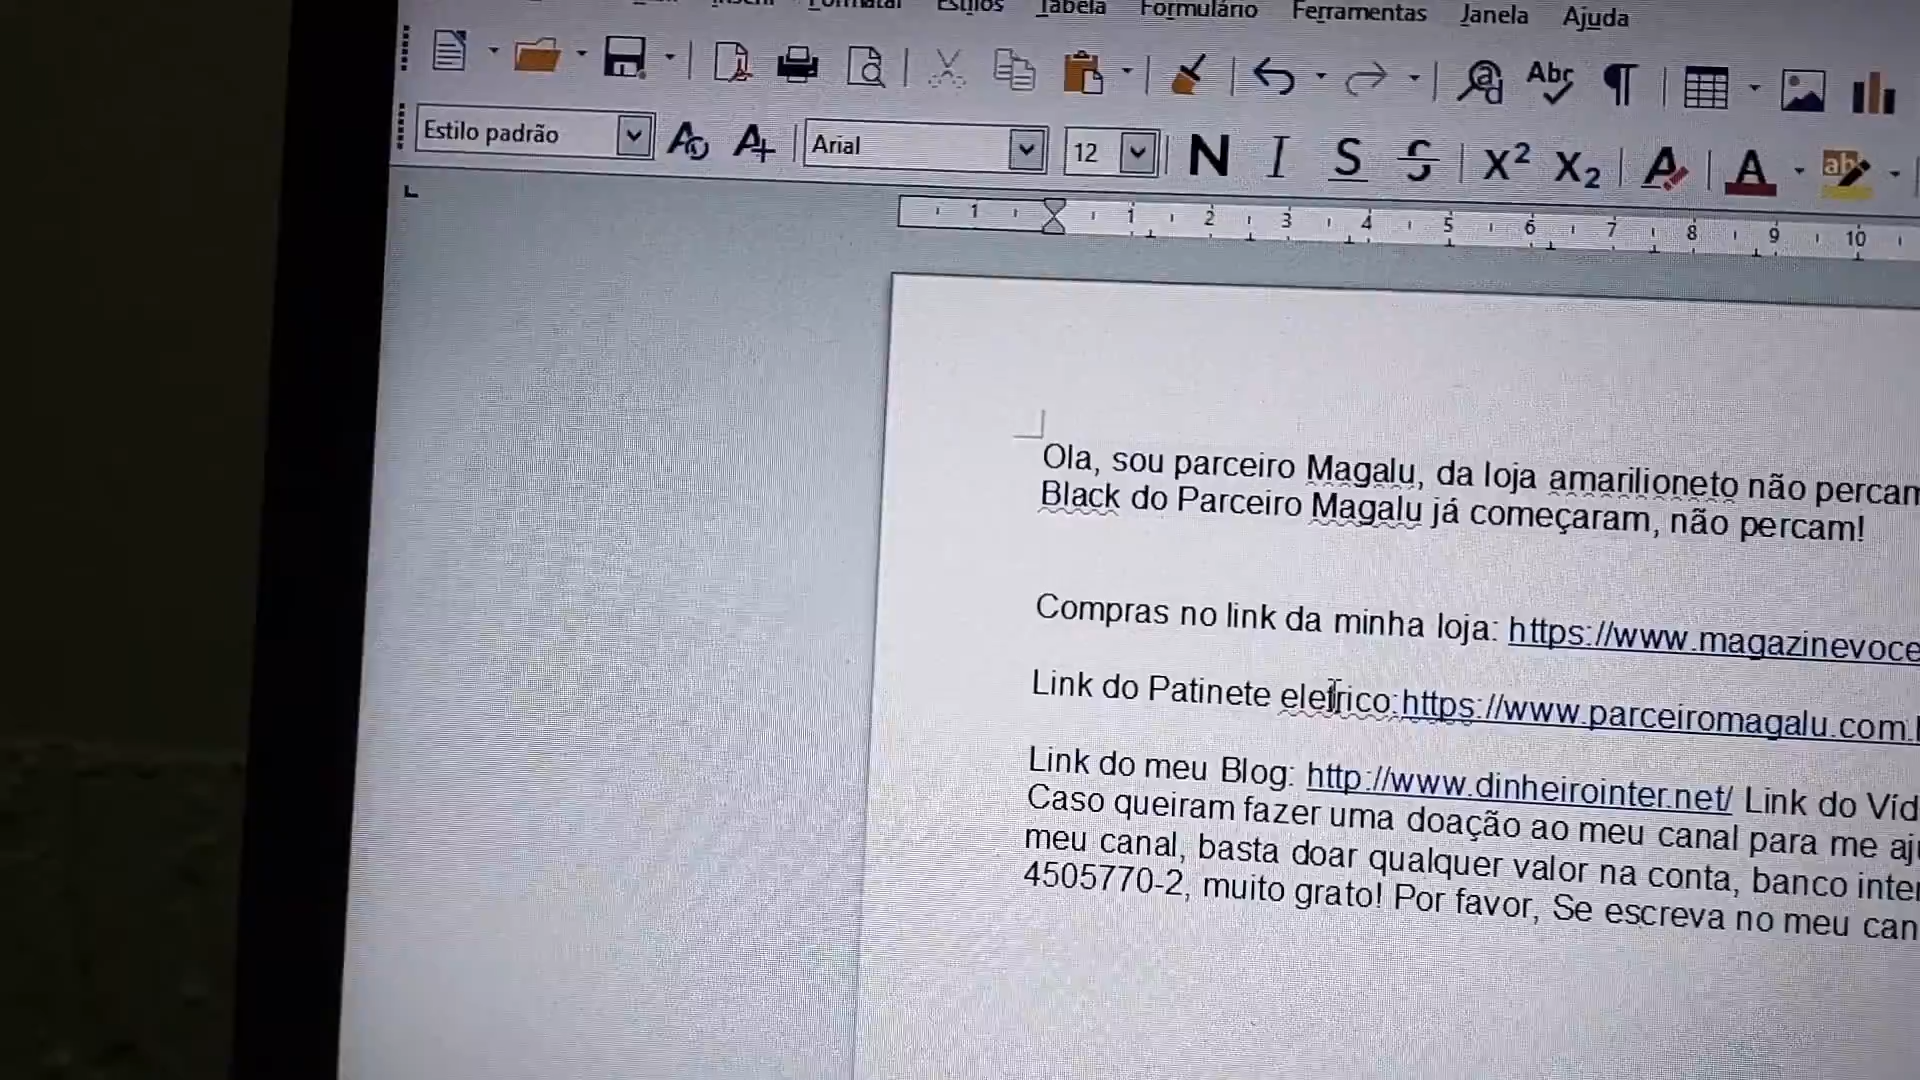 Formatar Estilos Tabela Formulário Ferramentas Janela Ajuda
Abc
Estilo padrão Arial 12 N I S S X² X₂ A A ab
1 1 2 3 4 5 6 7 8 9 10
Ola, sou parceiro Magalu, da loja amarilioneto não percam
Black do Parceiro Magalu já começaram, não percam!
Compras no link da minha loja: https://www.magazinevoce
Link do Patinete eletrico:https://www.parceiromagalu.com.
Link do meu Blog: http://www.dinheirointer.net/ Link do Víd
Caso queiram fazer uma doação ao meu canal para me aj
meu canal, basta doar qualquer valor na conta, banco inter
4505770-2, muito grato! Por favor, Se escreva no meu can